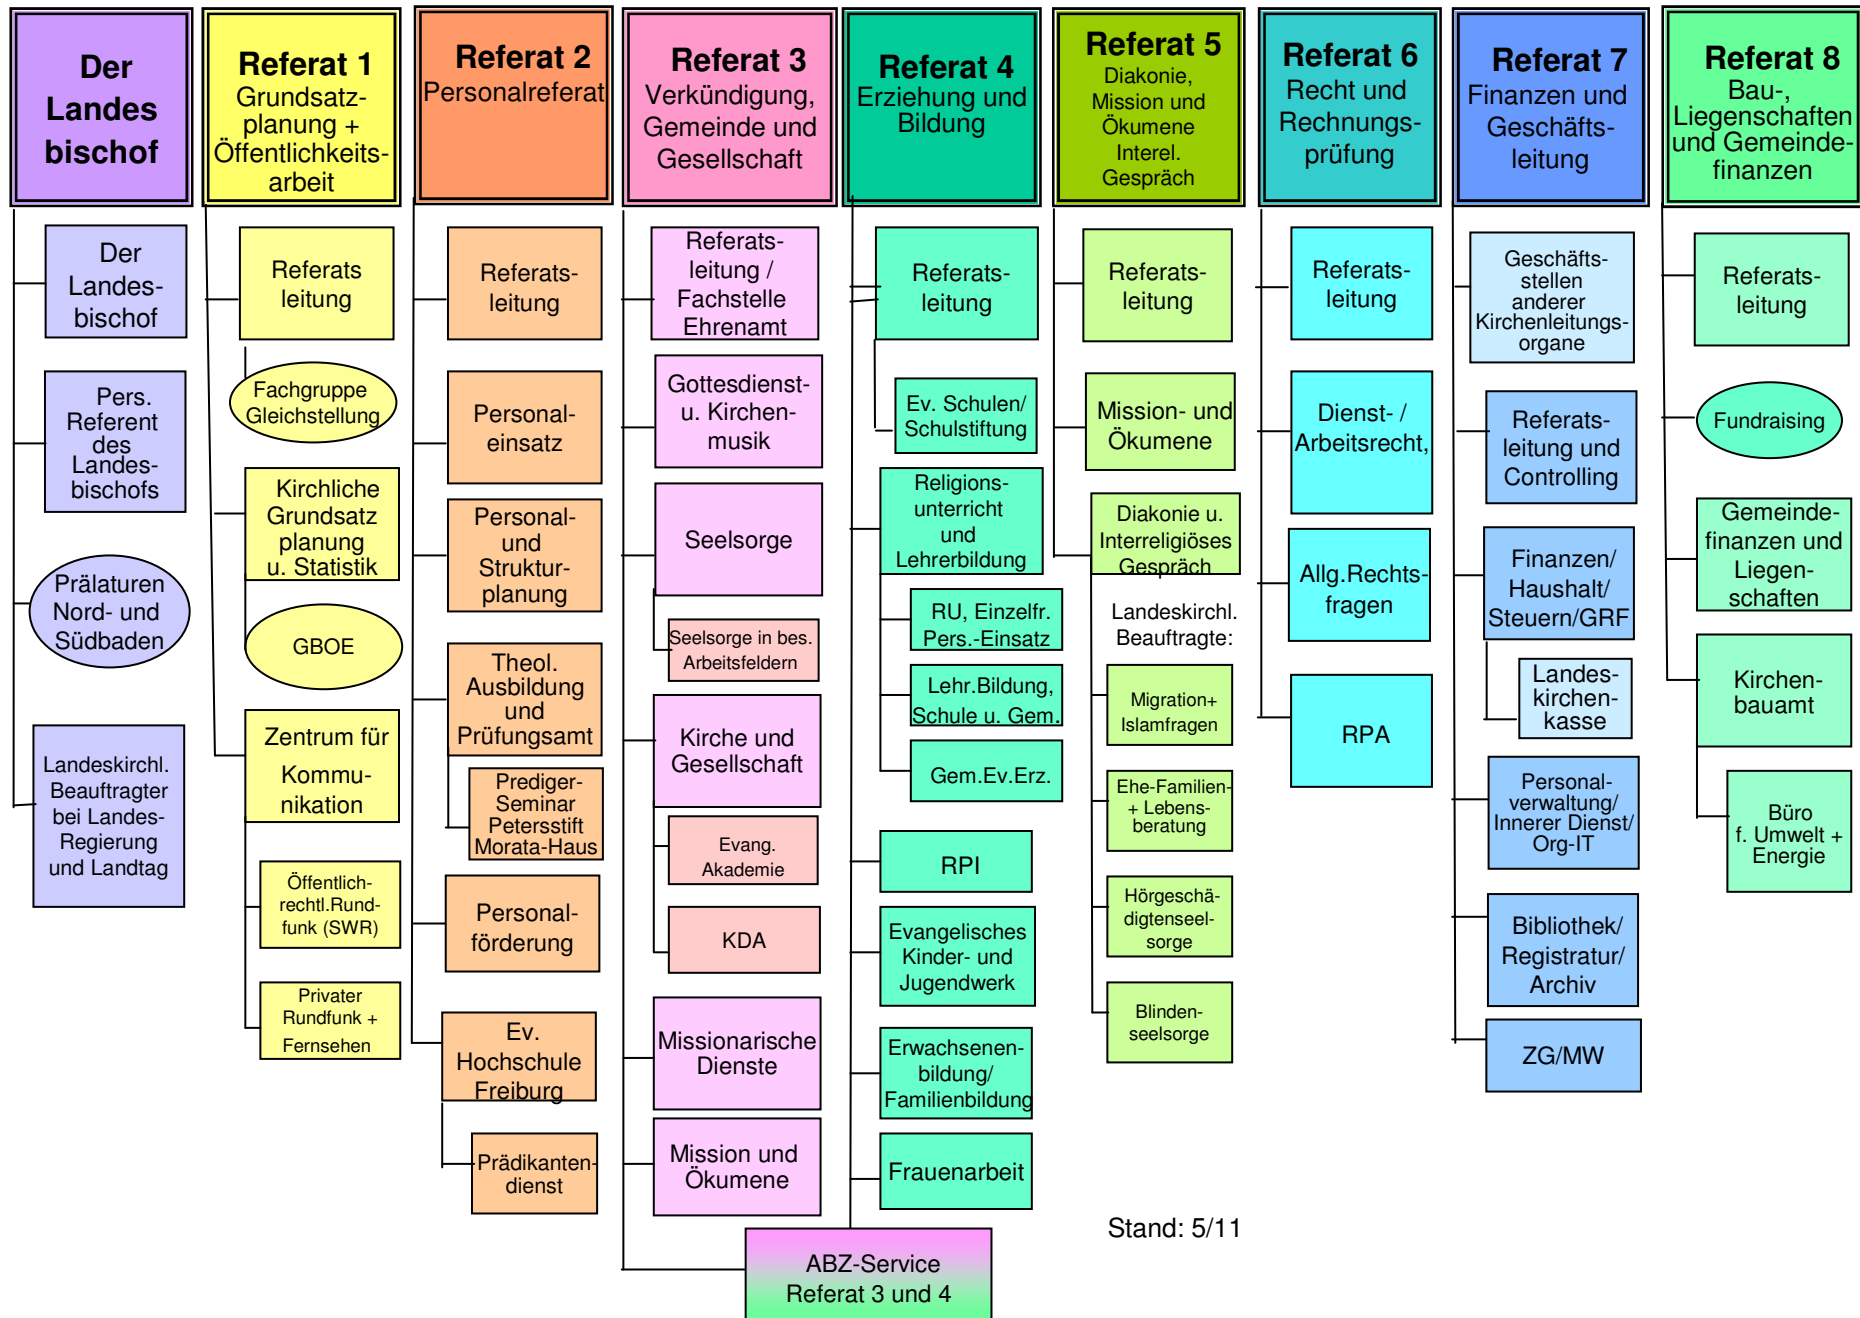 Der
Landes
bischof
Der
Landes-
bischof
Pers.
Referent
des
Landes-
bischofs
Prälaturen
Nord- und
Südbaden
Landeskirchl.
Beauftragter
bei Landes-
Regierung
und Landtag
Referat 1
Grundsatz-
planung +
Öffentlichkeits-
arbeit
Referats
leitung
Fachgruppe
Gleichstellung
Kirchliche
Grundsatz
planung
u. Statistik
GBOE
Zentrum für
Kommu-
nikation
Öffentlich-
rechtl.Rund-
funk (SWR)
Privater
Rundfunk +
Fernsehen
Referat 2
Personalreferat
Referats-
leitung
Personal-
einsatz
Personal-
und
Struktur-
planung
Theol.
Ausbildung
und
Prüfungsamt
Prediger-
Seminar
Petersstift
Morata-Haus
Personal-
förderung
Ev.
Hochschule
Freiburg
Prädikanten-
dienst
Referat 3
Verkündigung,
Gemeinde und
Gesellschaft
Referats-
leitung /
Fachstelle
Ehrenamt
Gottesdienst-
u. Kirchen-
musik
Seelsorge
Seelsorge in bes.
Arbeitsfeldern
Kirche und
Gesellschaft
Evang.
Akademie
KDA
Missionarische
Dienste
Mission und
Ökumene
Referat 4
Erziehung und
Bildung
Referats-
leitung
Ev. Schulen/
Schulstiftung
Religions-
unterricht
und
Lehrerbildung
RU, Einzelfr.
Pers.-Einsatz
Lehr.Bildung,
Schule u. Gem.
Gem.Ev.Erz.
RPI
Evangelisches
Kinder- und
Jugendwerk
Erwachsenen-
bildung/
Familienbildung
Frauenarbeit
ABZ-Service
Referat 3 und 4
Referat 5
Diakonie,
Mission und
Ökumene
Interel.
Gespräch
Referats-
leitung
Mission- und
Ökumene
Diakonie u.
Interreligiöses
Gespräch
Landeskirchl.
Beauftragte:
Migration+
Islamfragen
Ehe-Familien-
+ Lebens-
beratung
Hörgeschä-
digtenseel-
sorge
Blinden-
seelsorge
Stand: 5/11
Referat 6
Recht und
Rechnungs-
prüfung
Referats-
leitung
Dienst- /
Arbeitsrecht,
Allg.Rechts-
fragen
RPA
Referat 7
Finanzen und
Geschäfts-
leitung
Geschäfts-
stellen
anderer
Kirchenleitungs-
organe
Referats-
leitung und
Controlling
Finanzen/
Haushalt/
Steuern/GRF
Landes-
kirchen-
kasse
Personal-
verwaltung/
Innerer Dienst/
Org-IT
Bibliothek/
Registratur/
Archiv
ZG/MW
Referat 8
Bau-,
Liegenschaften
und Gemeinde-
finanzen
Referats-
leitung
Fundraising
Gemeinde-
finanzen und
Liegen-
schaften
Kirchen-
bauamt
Büro
f. Umwelt +
Energie